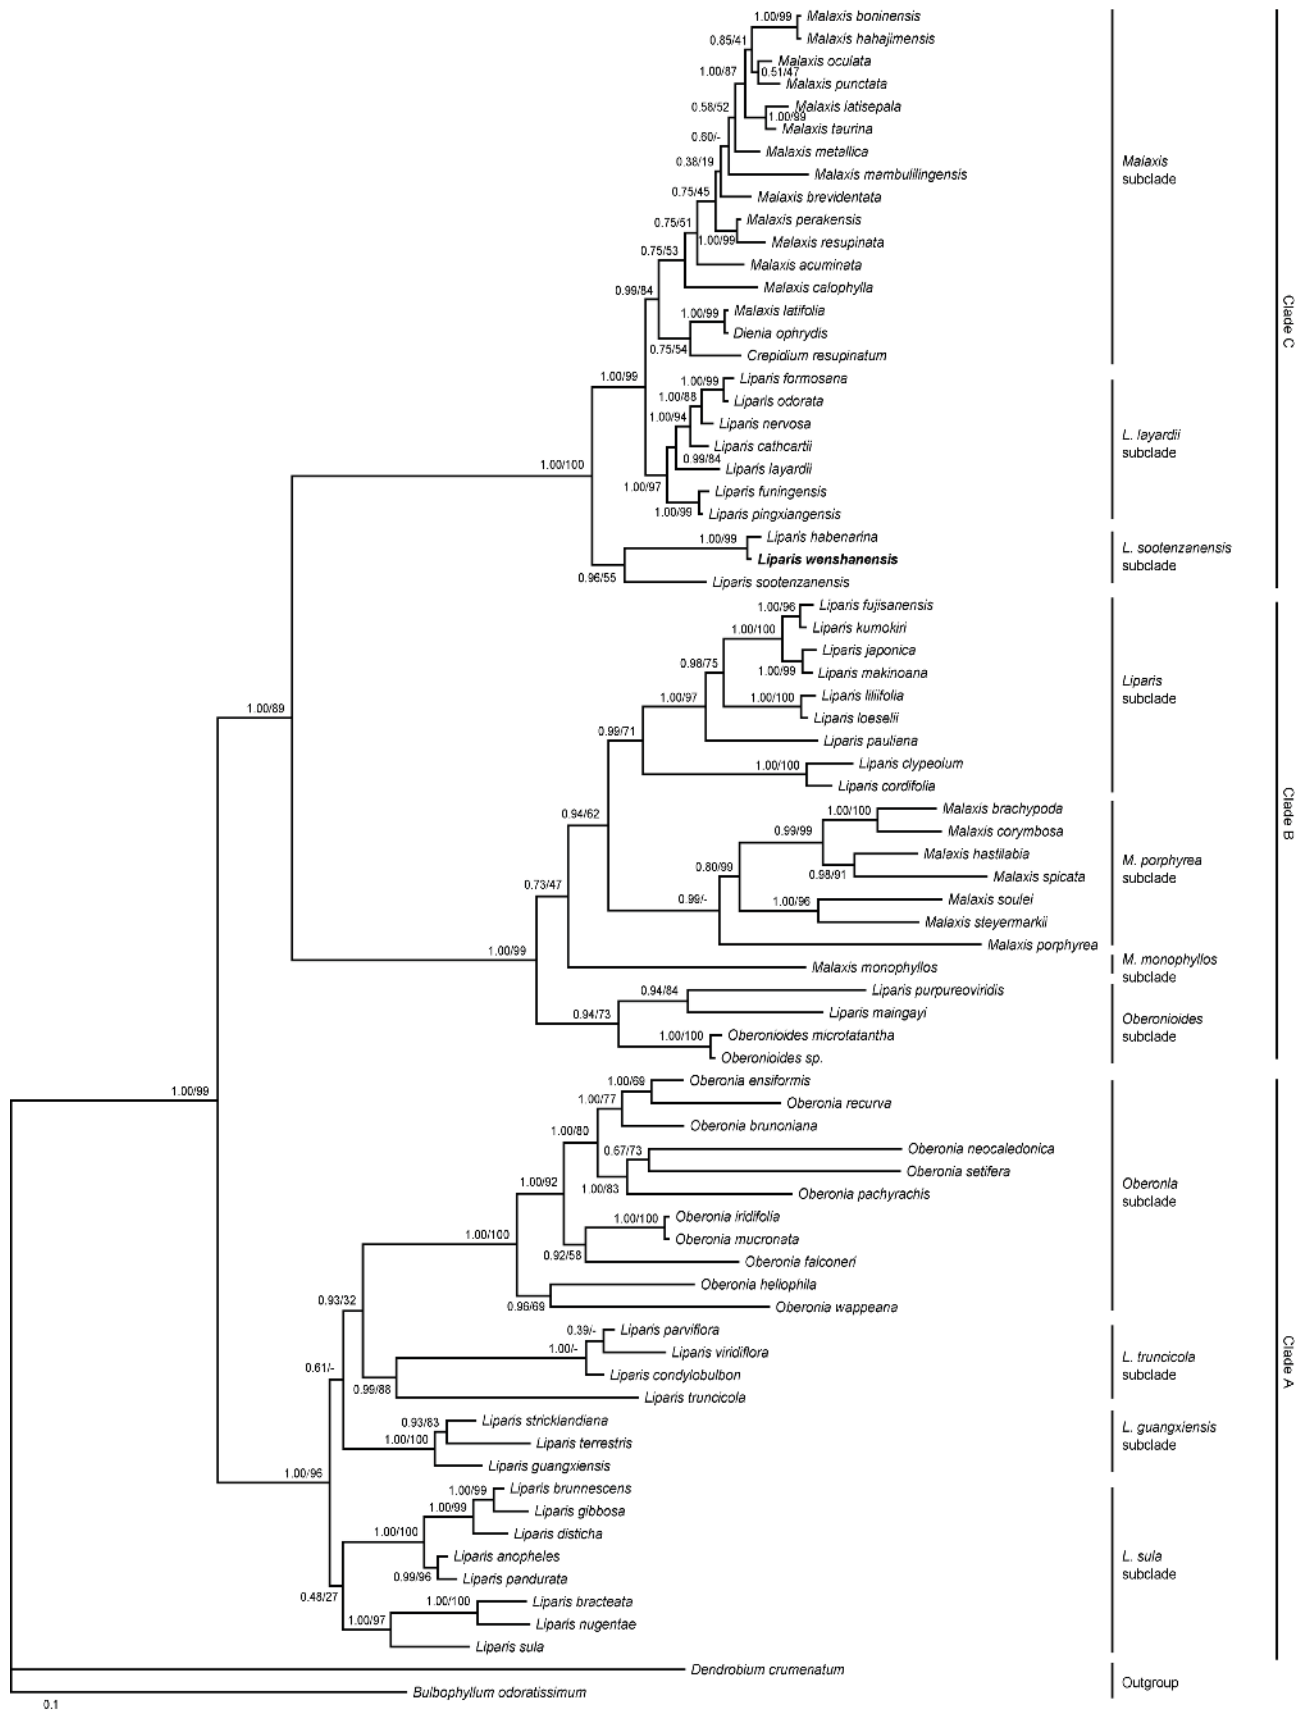 1.00/99
Malaxis boninensis
Malaxis hahajimensis
0.85/41
Malaxis oculata
0.51/47
1.00/87
Malaxis punctata
0.58/52
Malaxis latisepala
1.00/99
Malaxis taurina
0.60/-
Malaxis metallica
Malaxis
subclade
0.38/19
Malaxis mambulilingensis
0.75/45
Malaxis brevidentata
0.75/51
Malaxis perakensis
1.00/99
Malaxis resupinata
0.75/53
Malaxis acuminata
Malaxis calophylla
0.99/84
1.00/99
Malaxis latifolia
Dienia ophrydis
0.75/54
Crepidium resupinatum
Clade C
1.00/99
1.00/99
Liparis formosana
1.00/88
Liparis odorata
1.00/94
Liparis nervosa
L. layardii
subclade
Liparis cathcartii
0.99/84
1.00/100
Liparis layardii
1.00/97
Liparis funingensis
1.00/99
Liparis pingxiangensis
1.00/99
Liparis habenarina
L. sootenzanensis
subclade
Liparis wenshanensis
0.96/55
Liparis sootenzanensis
1.00/96
Liparis fujisanensis
1.00/100
Liparis kumokiri
Liparis japonica
0.98/75
1.00/99
Liparis makinoana
Liparis
subclade
1.00/97
1.00/100
Liparis liliifolia
Liparis loeselii
1.00/89
0.99/71
Liparis pauliana
1.00/100
Liparis clypeolum
Liparis cordifolia
Clade B
0.94/62
1.00/100
Malaxis brachypoda
0.99/99
Malaxis corymbosa
Malaxis hastilabia
M. porphyrea
subclade
0.80/99
0.98/91
Malaxis spicata
0.73/47
0.99/-
1.00/96
Malaxis soulei
Malaxis steyermarkii
1.00/99
Malaxis porphyrea
Malaxis monophyllos
M. monophyllos
subclade
0.94/84
Liparis purpureoviridis
0.94/73
Liparis maingayi
Oberonioides
subclade
1.00/100
Oberonioides microtatantha
Oberonioides sp.
1.00/99
1.00/69
Oberonia ensiformis
1.00/77
Oberonia recurva
Oberonia brunoniana
1.00/80
0.67/73
Oberonia neocaledonica
Oberonia setifera
1.00/92
1.00/83
Oberonia pachyrachis
Oberonia
subclade
1.00/100
Oberonia iridifolia
1.00/100
Oberonia mucronata
0.92/58
Oberonia falconeri
Oberonia heliophila
0.96/69
Oberonia wappeana
0.93/32
0.39/-
Liparis parviflora
1.00/-
Liparis viridiflora
L. truncicola
subclade
0.61/-
Liparis condylobulbon
0.99/88
Liparis truncicola
Clade A
0.93/83
Liparis stricklandiana
1.00/100
Liparis terrestris
L. guangxiensis
subclade
Liparis guangxiensis
1.00/96
1.00/99
Liparis brunnescens
1.00/99
Liparis gibbosa
1.00/100
Liparis disticha
Liparis anopheles
L. sula
subclade
0.99/96
Liparis pandurata
0.48/27
1.00/100
Liparis bracteata
1.00/97
Liparis nugentae
Liparis sula
Dendrobium crumenatum
Outgroup
Bulbophyllum odoratissimum
0.1